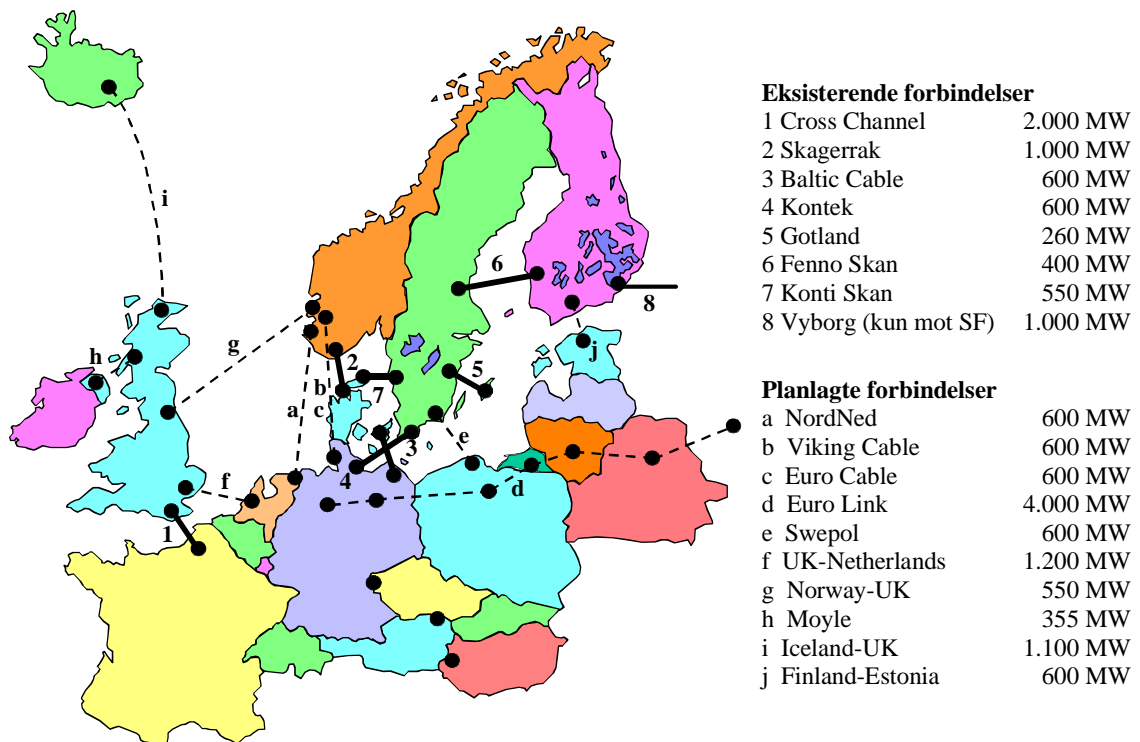 Eksisterende forbindelser
1 Cross Channel 2.000 MW
2 Skagerrak 1.000 MW
3 Baltic Cable 600 MW
4 Kontek 600 MW
5 Gotland 260 MW
6 Fenno Skan 400 MW
7 Konti Skan 550 MW
8 Vyborg (kun mot SF) 1.000 MW
Planlagte forbindelser
a NordNed 600 MW
b Viking Cable 600 MW
c Euro Cable 600 MW
d Euro Link 4.000 MW
e Swepol 600 MW
f UK-Netherlands 1.200 MW
g Norway-UK 550 MW
h Moyle 355 MW
i Iceland-UK 1.100 MW
j Finland-Estonia 600 MW
i
6
8
g
h
2
j
7
5
b
a
c
3
e
4
f
d
1